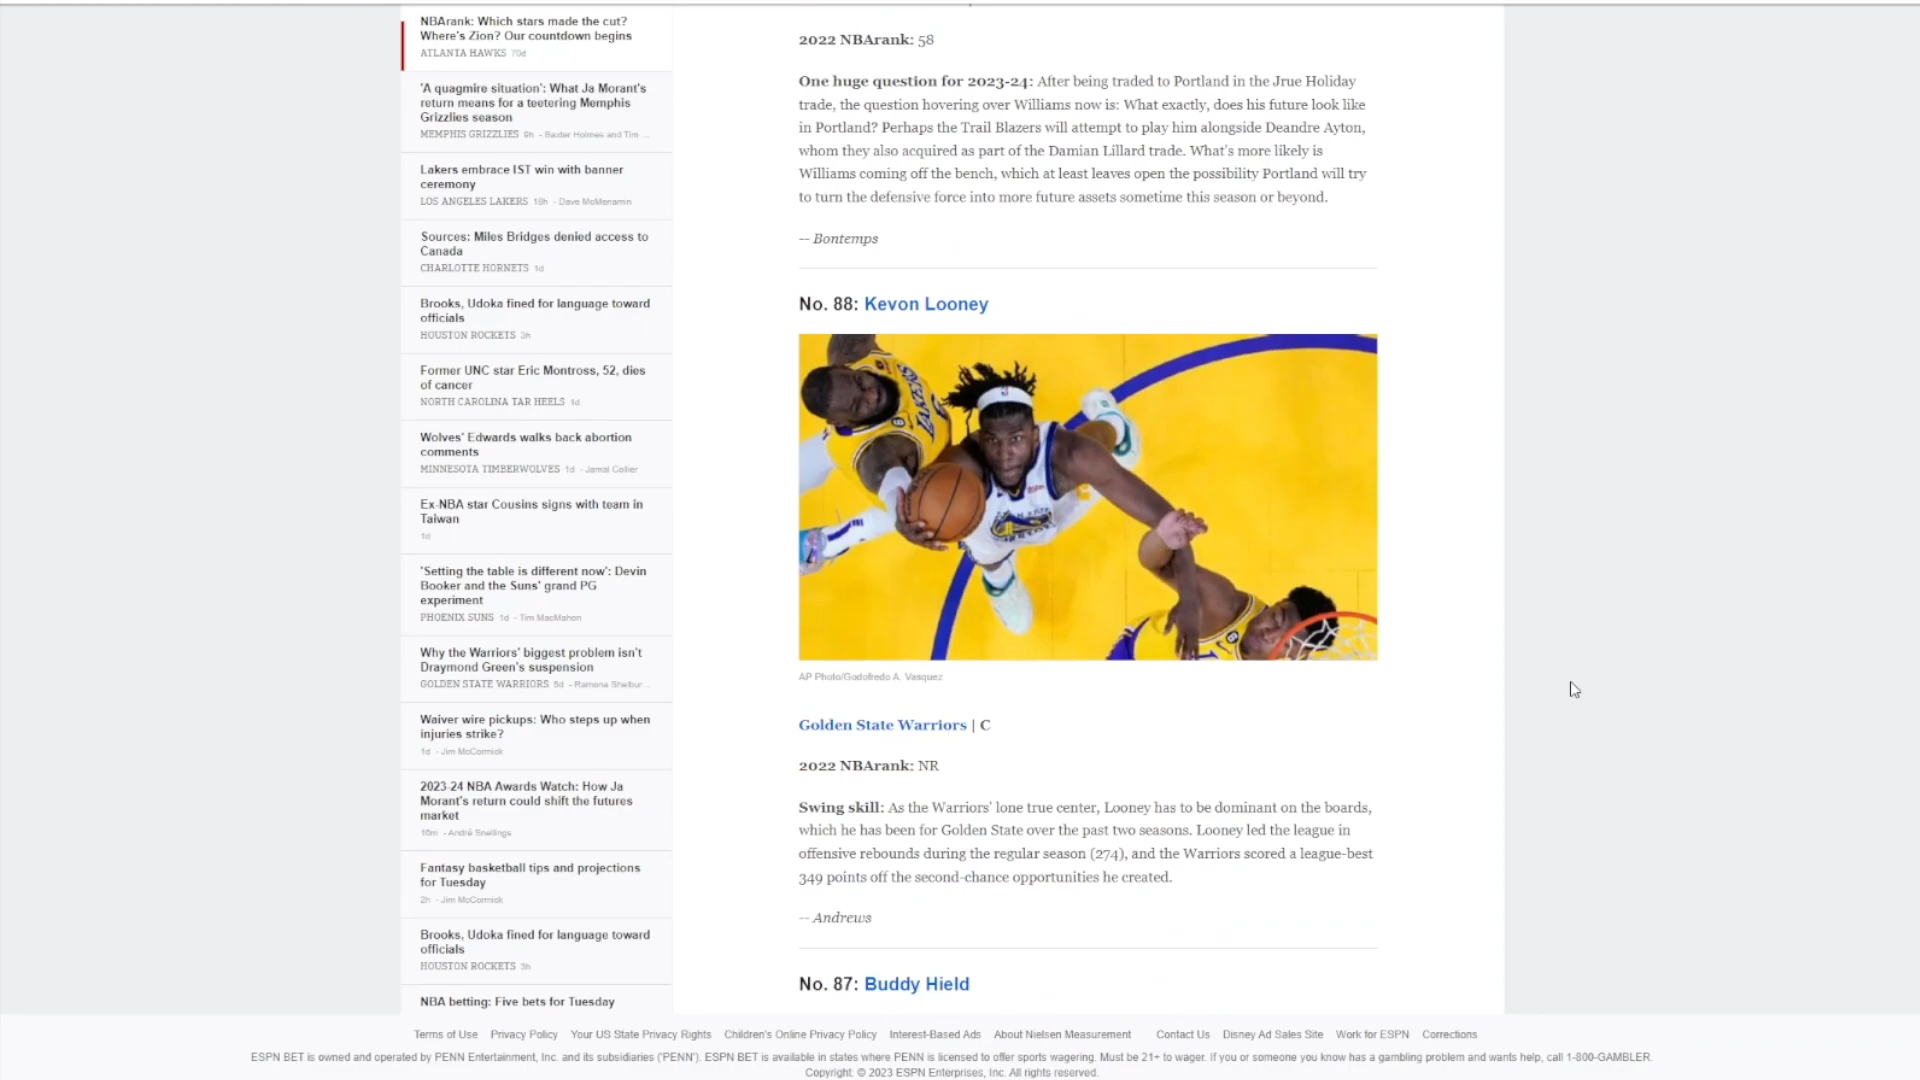 NBArank: Which stars made the cut?
Where's Zion? Our countdown begins
ATLANTA HAWKS 70d
'A quagmire situation': What Ja Morant's
return means for a teetering Memphis
Grizzlies season
MEMPHIS GRIZZLIES 9h - Baxter Holmes and Tim ...
Lakers embrace IST win with banner
ceremony
LOS ANGELES LAKERS 18h - Dave McMenamin
Sources: Miles Bridges denied access to
Canada
CHARLOTTE HORNETS 1d
Brooks, Udoka fined for language toward
officials
HOUSTON ROCKETS 3h
Former UNC star Eric Montross, 52, dies
of cancer
NORTH CAROLINA TAR HEELS 1d
Wolves' Edwards walks back abortion
comments
MINNESOTA TIMBERWOLVES 1d - Jamal Collier
Ex-NBA star Cousins signs with team in
Taiwan
1d
'Setting the table is different now': Devin
Booker and the Suns' grand PG
experiment
PHOENIX SUNS 1d - Tim MacMahon
Why the Warriors' biggest problem isn't
Draymond Green's suspension
GOLDEN STATE WARRIORS 5d - Ramona Shelbur...
Waiver wire pickups: Who steps up when
injuries strike?
1d - Jim McCormick
2023-24 NBA Awards Watch: How Ja
Morant's return could shift the futures
market
16m - André Snellings
Fantasy basketball tips and projections
for Tuesday
2h - Jim McCormick
Brooks, Udoka fined for language toward
officials
HOUSTON ROCKETS 3h
NBA betting: Five bets for Tuesday
2022 NBArank: 58
One huge question for 2023-24: After being traded to Portland in the Jrue Holiday
trade, the question hovering over Williams now is: What exactly, does his future look like
in Portland? Perhaps the Trail Blazers will attempt to play him alongside Deandre Ayton,
whom they also acquired as part of the Damian Lillard trade. What's more likely is
Williams coming off the bench, which at least leaves open the possibility Portland will try
to turn the defensive force into more future assets sometime this season or beyond.
-- Bontemps
No. 88: Kevon Looney
LAKERS
6
AP Photo/Godofredo A. Vasquez
Golden State Warriors | C
2022 NBArank: NR
Swing skill: As the Warriors' lone true center, Looney has to be dominant on the boards,
which he has been for Golden State over the past two seasons. Looney led the league in
offensive rebounds during the regular season (274), and the Warriors scored a league-best
349 points off the second-chance opportunities he created.
-- Andrews
No. 87: Buddy Hield
Terms of Use Privacy Policy Your US State Privacy Rights Children's Online Privacy Policy Interest-Based Ads About Nielsen Measurement Contact Us Disney Ad Sales Site Work for ESPN Corrections
ESPN BET is owned and operated by PENN Entertainment, Inc. and its subsidiaries ('PENN'). ESPN BET is available in states where PENN is licensed to offer sports wagering. Must be 21+ to wager. If you or someone you know has a gambling problem and wants help, call 1-800-GAMBLER.
Copyright: © 2023 ESPN Enterprises, Inc. All rights reserved.